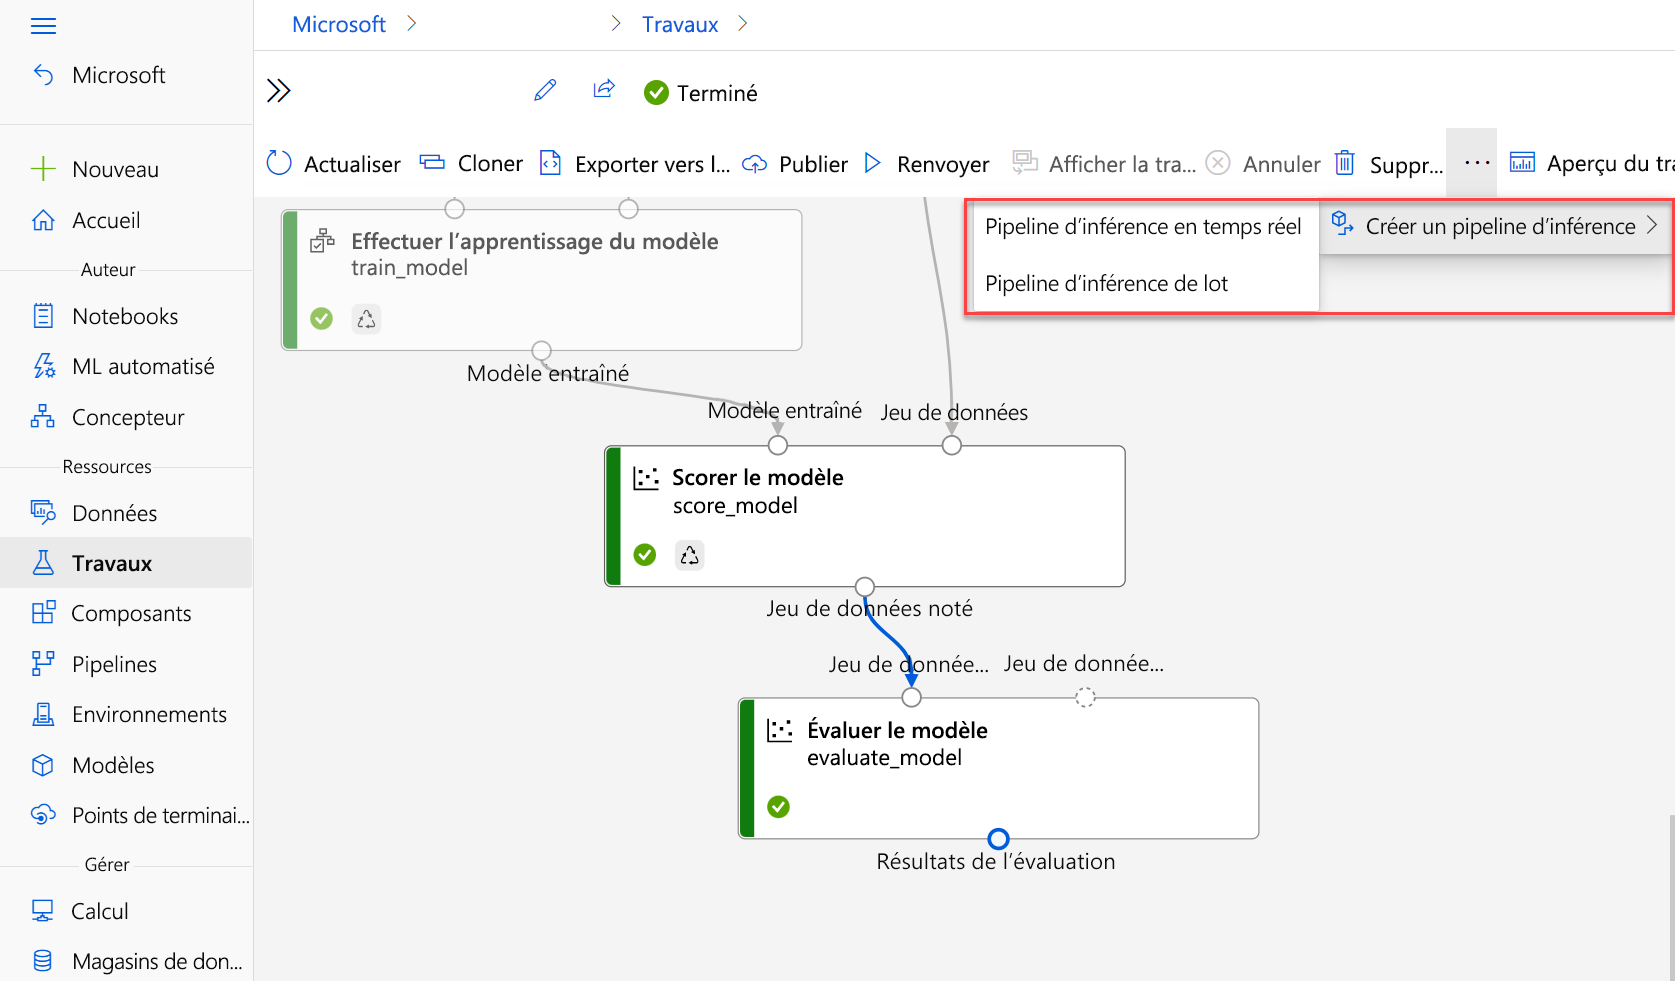 Microsoft
Travaux
Microsoft
Terminé
Nouveau
Accueil
Auteur
Notebooks
ML automatisé
Concepteur
Ressources
Données
Travaux
Composants
Pipelines
Environnements
Modèles
Points de terminai...
Gérer
Calcul
Magasins de don...
Actualiser
Cloner
Exporter vers l...
Publier
Renvoyer
Afficher la tra...
Annuler
Suppr...
Aperçu du tra
Pipeline d’inférence en temps réel
Créer un pipeline d’inférence
Pipeline d’inférence de lot
Effectuer l’apprentissage du modèle
train_model
Modèle entraîné
Modèle entraîné
Jeu de données
Scorer le modèle
score_model
Jeu de données noté
Jeu de donnée...
Jeu de donnée...
Évaluer le modèle
evaluate_model
Résultats de l’évaluation